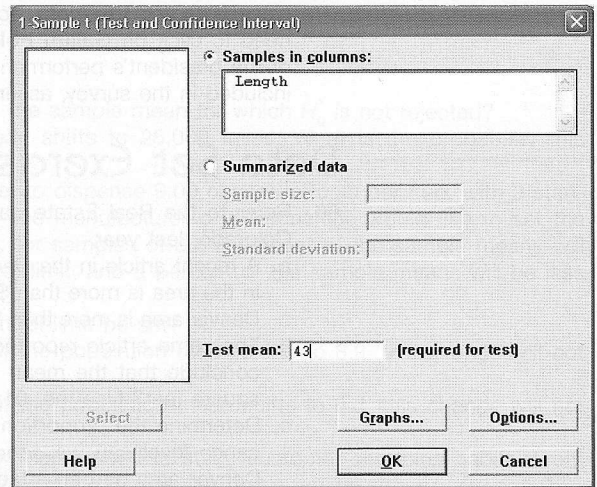 1-Sample t (Test and Confidence Interval)
Samples in columns:
Length
Summarized data
Sample size:
Mean:
Standard deviation:
Test mean: 43 (required for test)
Select
Graphs...
Options...
Help
OK
Cancel